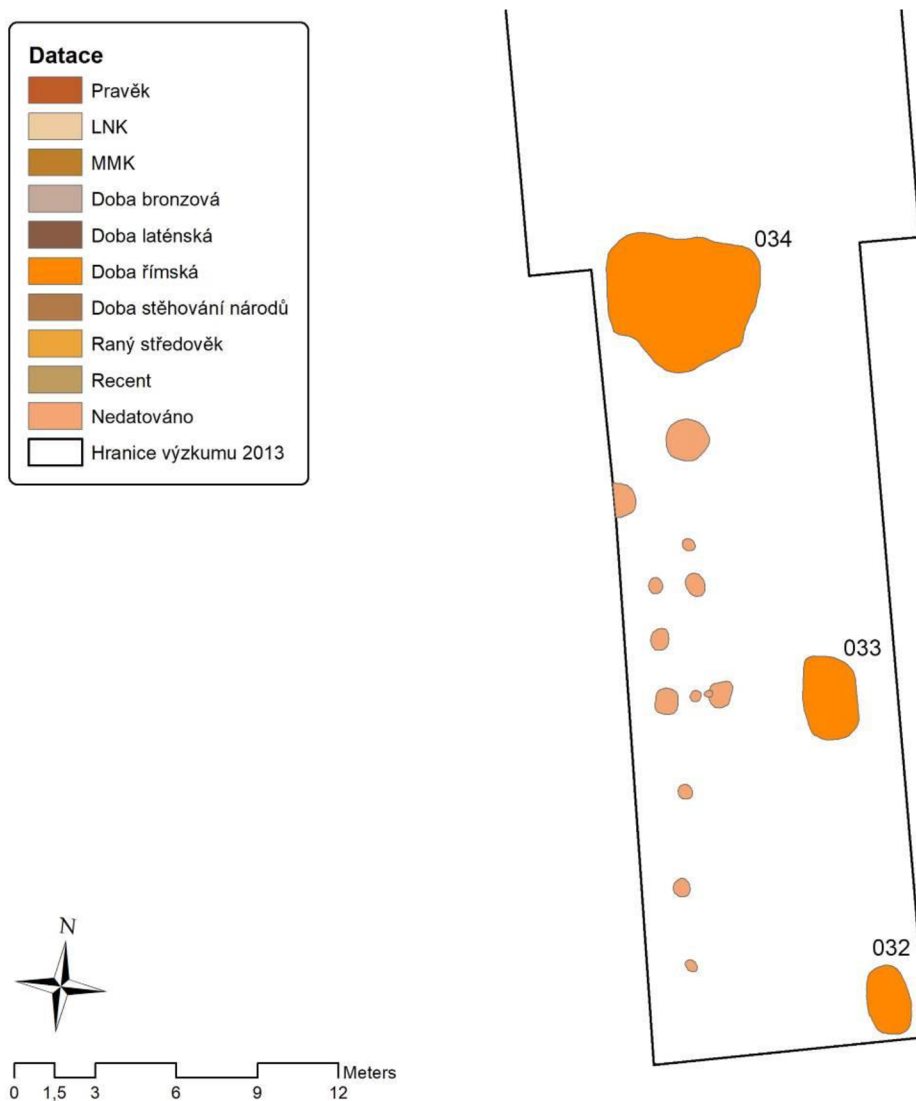 Datace
Pravěk
LNK
MMK
Doba bronzová
Doba laténská
Doba římská
Doba stěhování národů
Raný středověk
Recent
Nedatováno
Hranice výzkumu 2013
034
033
032
N
Meters
0 1,5 3 6 9 12